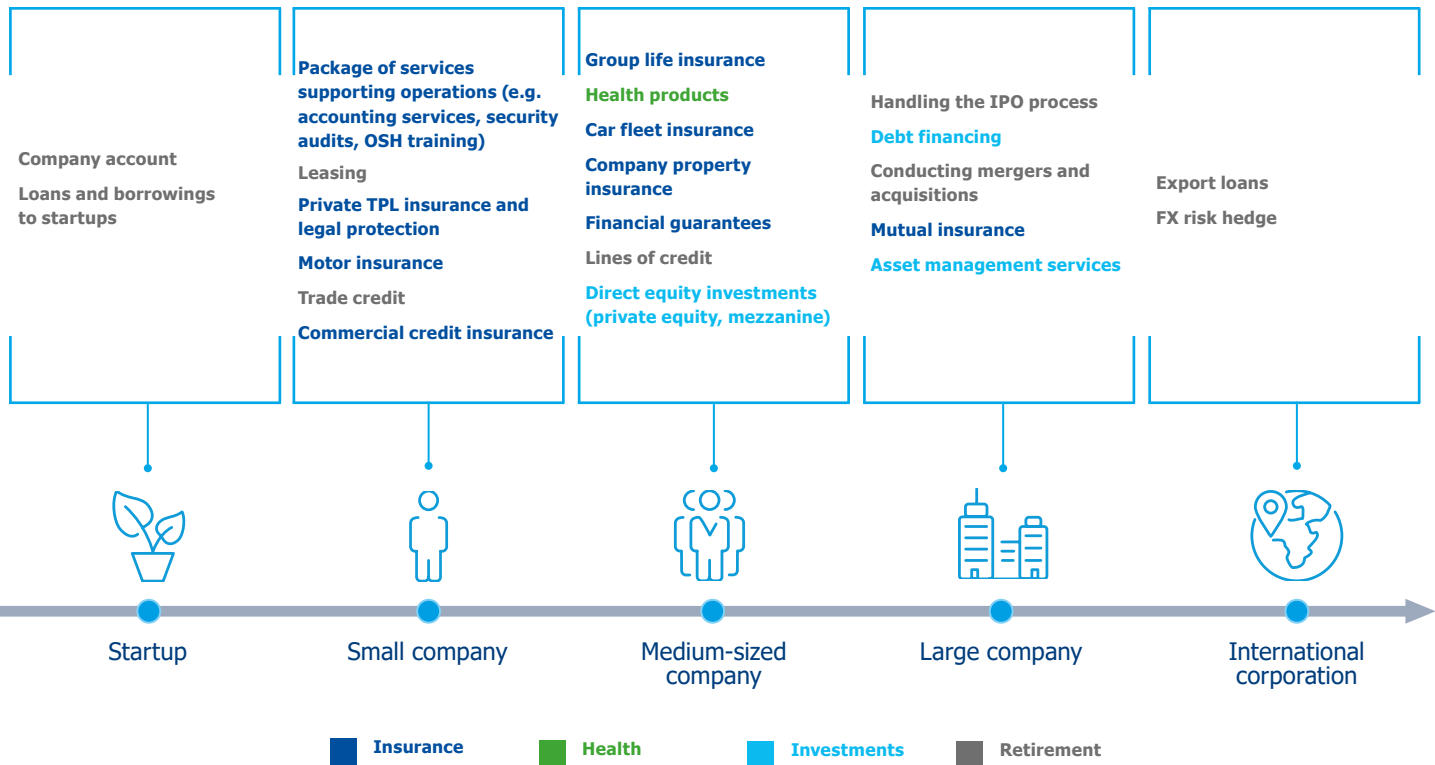 Company account
Loans and borrowings
to startups
Package of services
supporting operations (e.g.
accounting services, security
audits, OSH training)
Leasing
Private TPL insurance and
legal protection
Motor insurance
Trade credit
Commercial credit insurance
Group life insurance
Health products
Car fleet insurance
Company property
insurance
Financial guarantees
Lines of credit
Direct equity investments
(private equity, mezzanine)
Handling the IPO process
Debt financing
Conducting mergers and
acquisitions
Mutual insurance
Asset management services
Export loans
FX risk hedge
Startup
Small company
Medium-sized
company
Large company
International
corporation
Insurance
Health
Investments
Retirement